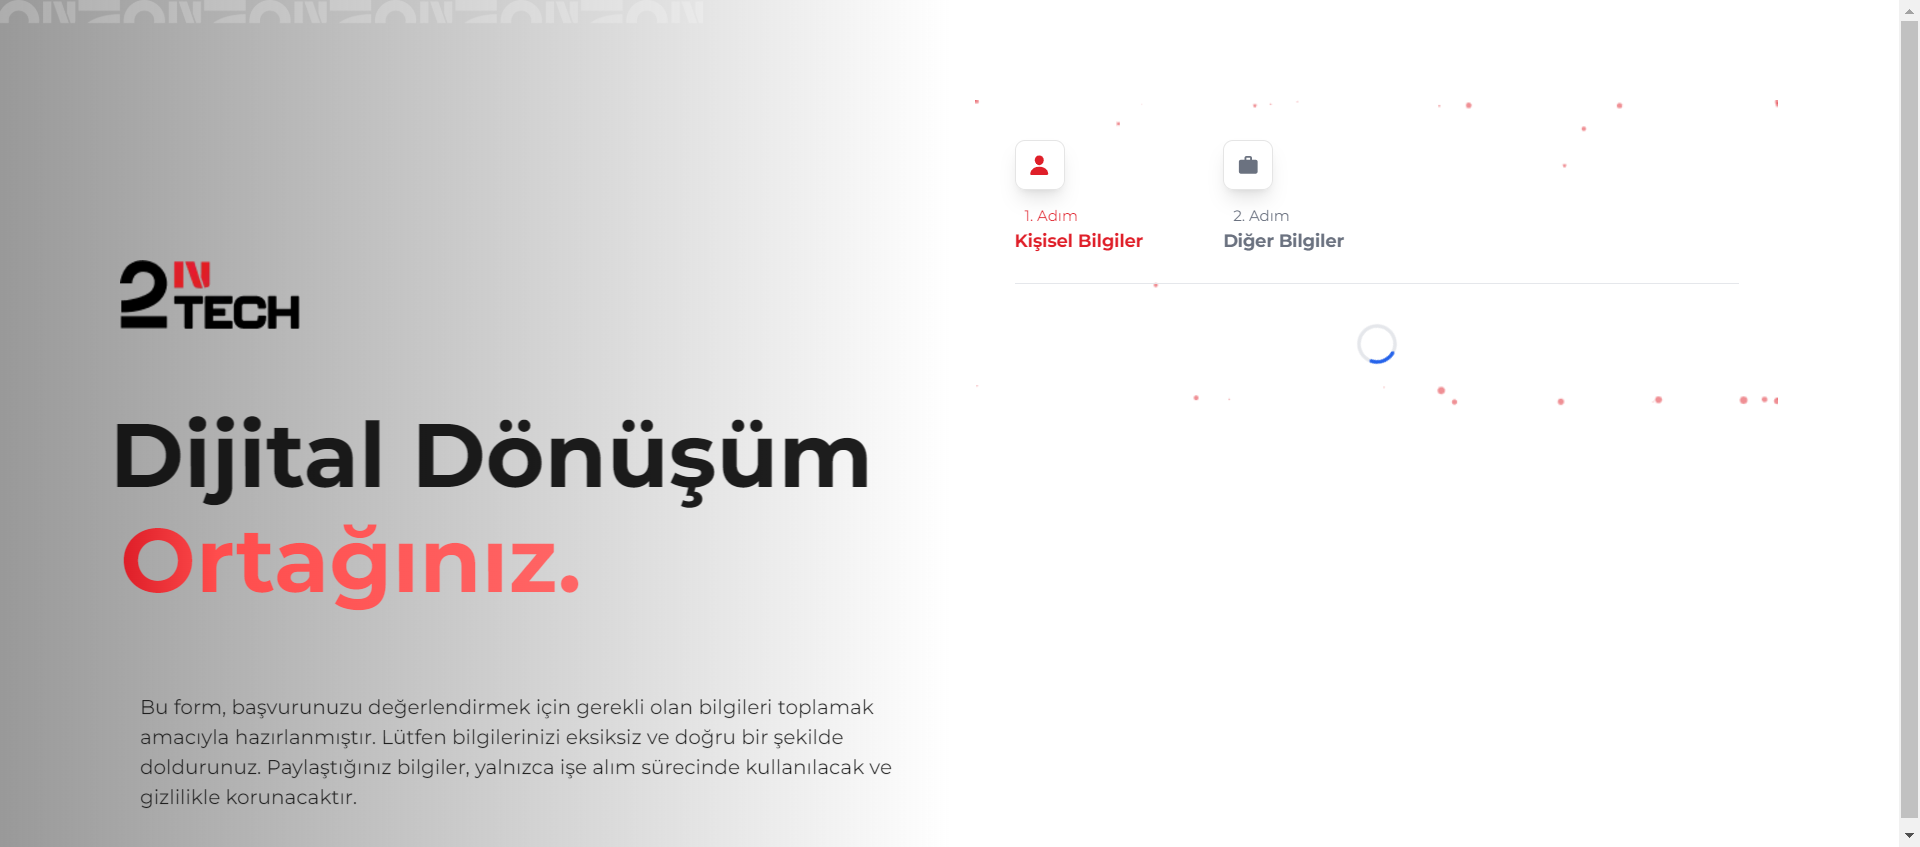 2IN
TECH
Dijital Dönüşüm
Ortağınız.
Bu form, başvurunuzu değerlendirmek için gerekli olan bilgileri toplamak
amacıyla hazırlanmıştır. Lütfen bilgilerinizi eksiksiz ve doğru bir şekilde
doldurunuz. Paylaştığınız bilgiler, yalnızca işe alım sürecinde kullanılacak ve
gizlilikle korunacaktır.
1. Adım
Kişisel Bilgiler
2. Adım
Diğer Bilgiler